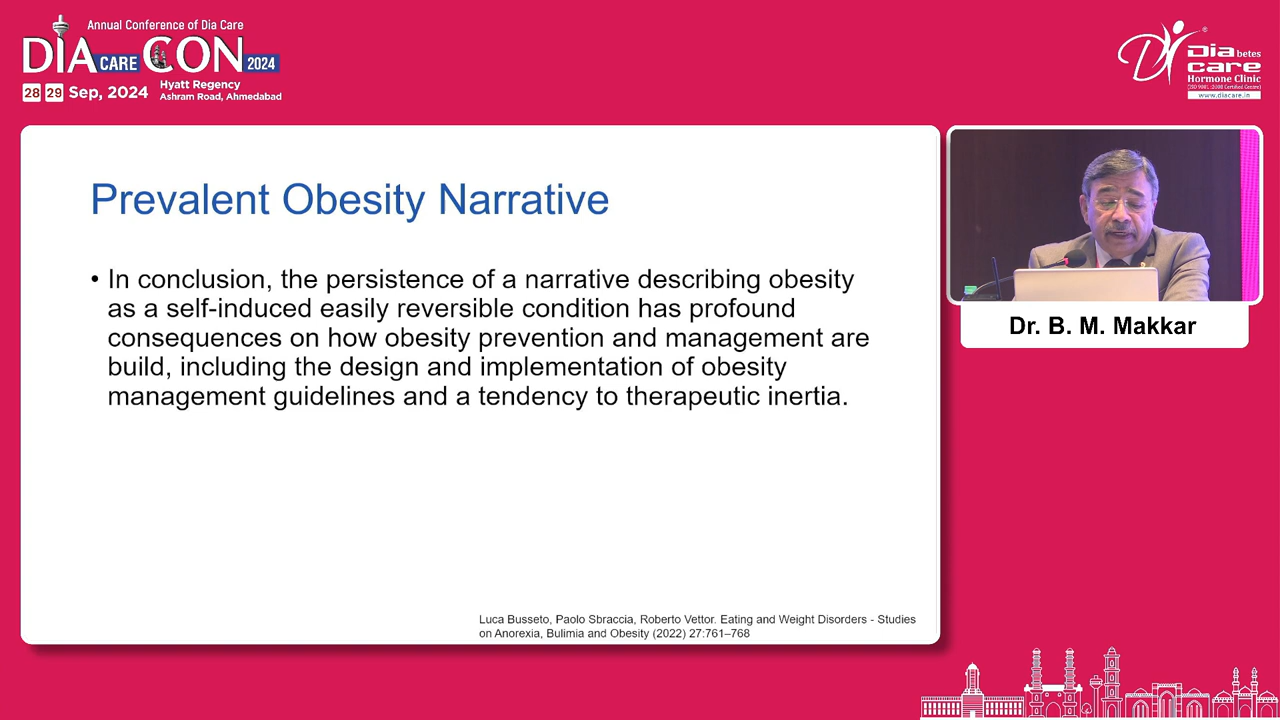 Annual Conference of Dia Care
DIA CARE CON 2024
28 29 Sep, 2024
Hyatt Regency
Ashram Road, Ahmedabad
Diabetes
care
Hormone Clinic
(ISO 9001:2008 Certified Centre)
www.diacare.in
Prevalent Obesity Narrative
• In conclusion, the persistence of a narrative describing obesity
as a self-induced easily reversible condition has profound
consequences on how obesity prevention and management are
build, including the design and implementation of obesity
management guidelines and a tendency to therapeutic inertia.
Luca Busseto, Paolo Sbraccia, Roberto Vettor. Eating and Weight Disorders - Studies
on Anorexia, Bulimia and Obesity (2022) 27:761–768
Dr. B. M. Makkar